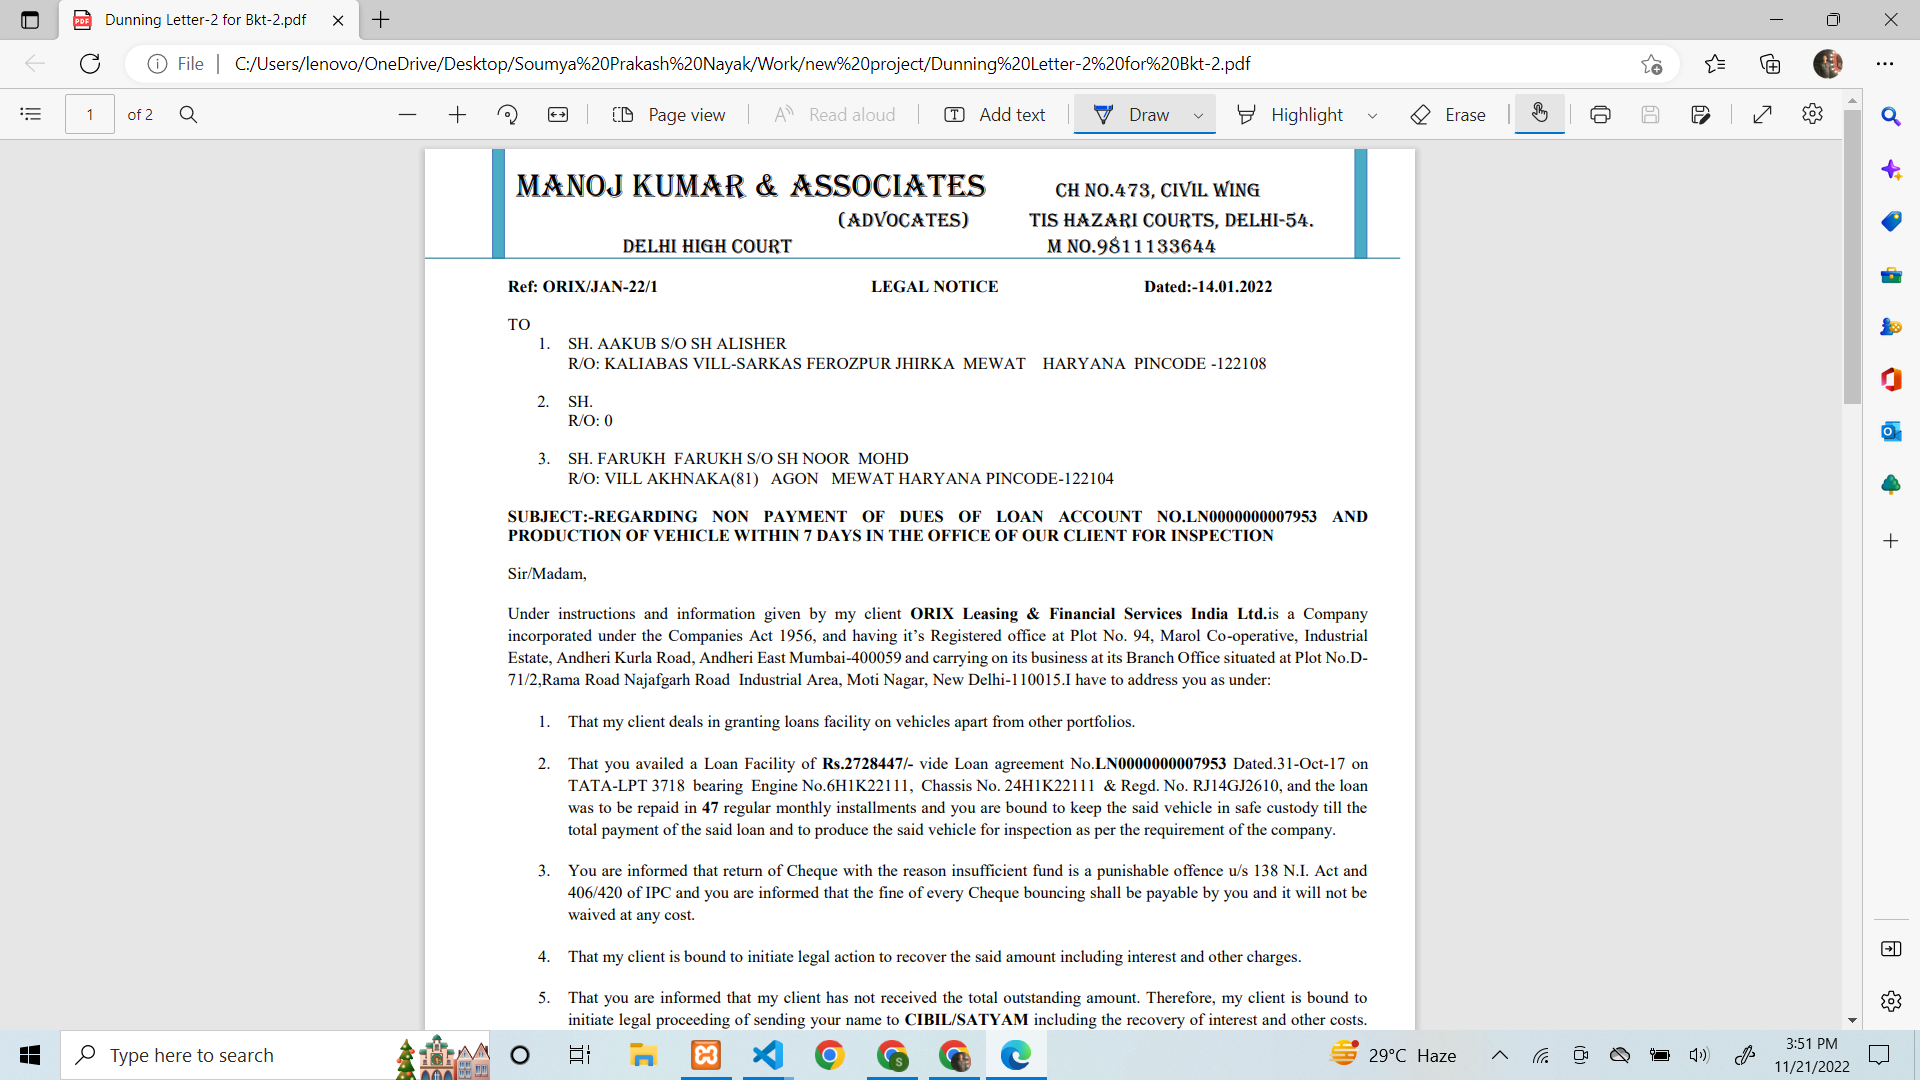 Dunning Letter-2 for Bkt-2.pdf
File
C:/Users/lenovo/OneDrive/Desktop/Soumya%20Prakash%20Nayak/Work/new%20project/Dunning%20Letter-2%20for%20Bkt-2.pdf
1 of 2
Page view
Read aloud
Add text
Draw
Highlight
Erase
MANOJ KUMAR & ASSOCIATES CH NO.473, CIVIL WING
(ADVOCATES) TIS HAZARI COURTS, DELHI-54.
DELHI HIGH COURT M NO.9811133644
Ref: ORIX/JAN-22/1 LEGAL NOTICE Dated:-14.01.2022
TO
1. SH. AAKUB S/O SH ALISHER
R/O: KALIABAS VILL-SARKAS FEROZPUR JHIRKA MEWAT HARYANA PINCODE -122108
2. SH.
R/O: 0
3. SH. FARUKH FARUKH S/O SH NOOR MOHD
R/O: VILL AKHNAKA(81) AGON MEWAT HARYANA PINCODE-122104
SUBJECT:-REGARDING NON PAYMENT OF DUES OF LOAN ACCOUNT NO.LN0000000007953 AND
PRODUCTION OF VEHICLE WITHIN 7 DAYS IN THE OFFICE OF OUR CLIENT FOR INSPECTION
Sir/Madam,
Under instructions and information given by my client ORIX Leasing & Financial Services India Ltd.is a Company
incorporated under the Companies Act 1956, and having it's Registered office at Plot No. 94, Marol Co-operative, Industrial
Estate, Andheri Kurla Road, Andheri East Mumbai-400059 and carrying on its business at its Branch Office situated at Plot No.D-
71/2,Rama Road Najafgarh Road Industrial Area, Moti Nagar, New Delhi-110015.I have to address you as under:
1. That my client deals in granting loans facility on vehicles apart from other portfolios.
2. That you availed a Loan Facility of Rs.2728447/- vide Loan agreement No.LN0000000007953 Dated.31-Oct-17 on
TATA-LPT 3718 bearing Engine No.6H1K22111, Chassis No. 24H1K22111 & Regd. No. RJ14GJ2610, and the loan
was to be repaid in 47 regular monthly installments and you are bound to keep the said vehicle in safe custody till the
total payment of the said loan and to produce the said vehicle for inspection as per the requirement of the company.
3. You are informed that return of Cheque with the reason insufficient fund is a punishable offence u/s 138 N.I. Act and
406/420 of IPC and you are informed that the fine of every Cheque bouncing shall be payable by you and it will not be
waived at any cost.
4. That my client is bound to initiate legal action to recover the said amount including interest and other charges.
5. That you are informed that my client has not received the total outstanding amount. Therefore, my client is bound to
initiate legal proceeding of sending your name to CIBIL/SATYAM including the recovery of interest and other costs.
Type here to search
29°C Haze
3:51 PM
11/21/2022